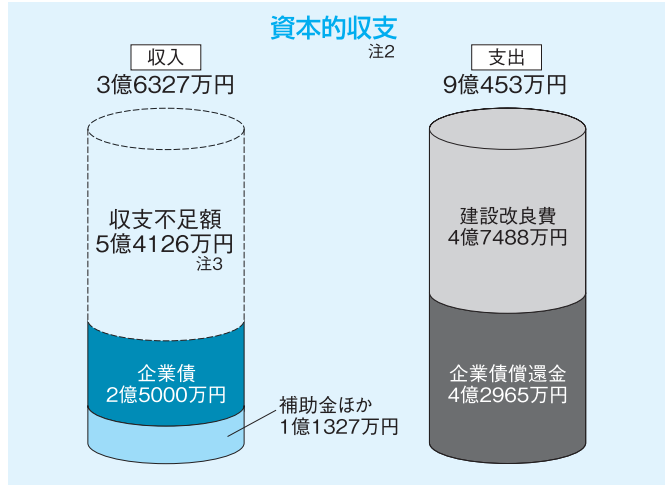 資本的収支
注2
収入
3億6327万円
収支不足額
5億4126万円
注3
企業債
2億5000万円
補助金ほか
1億1327万円
支出
9億453万円
建設改良費
4億7488万円
企業債償還金
4億2965万円